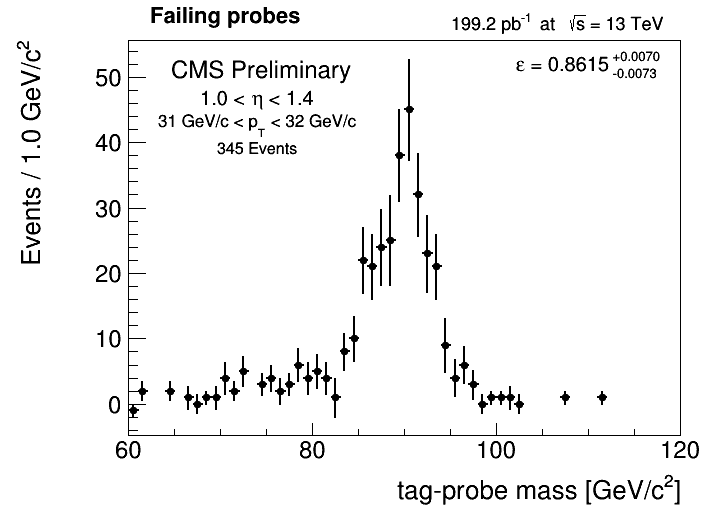 Failing probes
199.2 pb⁻¹ at √s = 13 TeV
CMS Preliminary
1.0 < η < 1.4
31 GeV/c < p_T < 32 GeV/c
345 Events
ε = 0.8615 +0.0070 -0.0073
Events / 1.0 GeV/c²
50
40
30
20
10
0
60 80 100 120
tag-probe mass [GeV/c²]